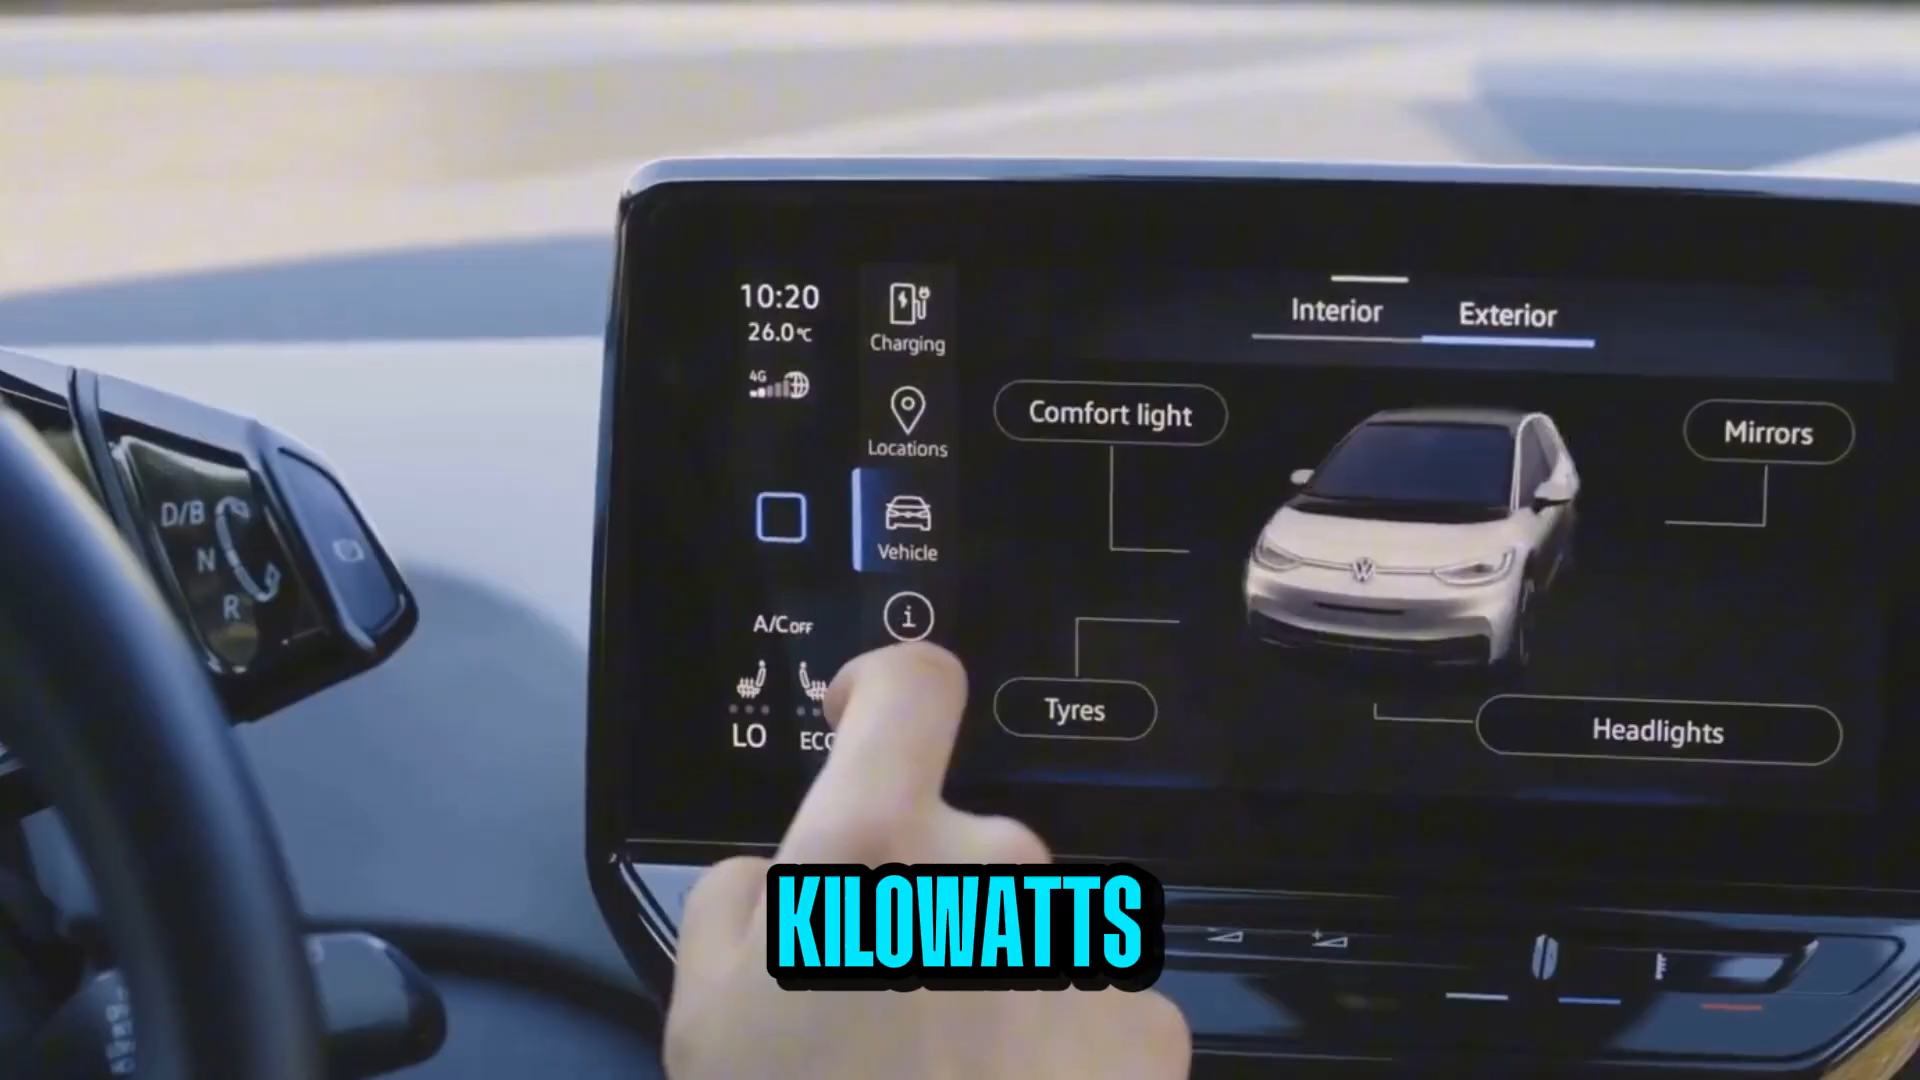 10:20
26.0°C
4G
Charging
Locations
Vehicle
i
A/C OFF
LO
Interior
Exterior
Comfort light
Mirrors
Tyres
Headlights
D/B
N
R
KILOWATTS